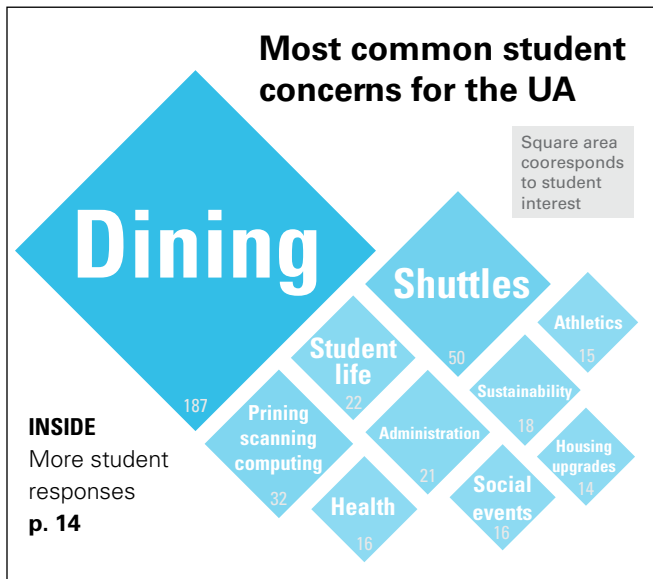 Most common student
concerns for the UA
Square area
cooresponds
to student
interest
Dining
187
Shuttles
50
Athletics
15
Student
life
22
Sustainability
18
Prining
scanning
computing
32
Administration
21
Housing
upgrades
14
Health
16
Social
events
16
INSIDE
More student
responses
p. 14